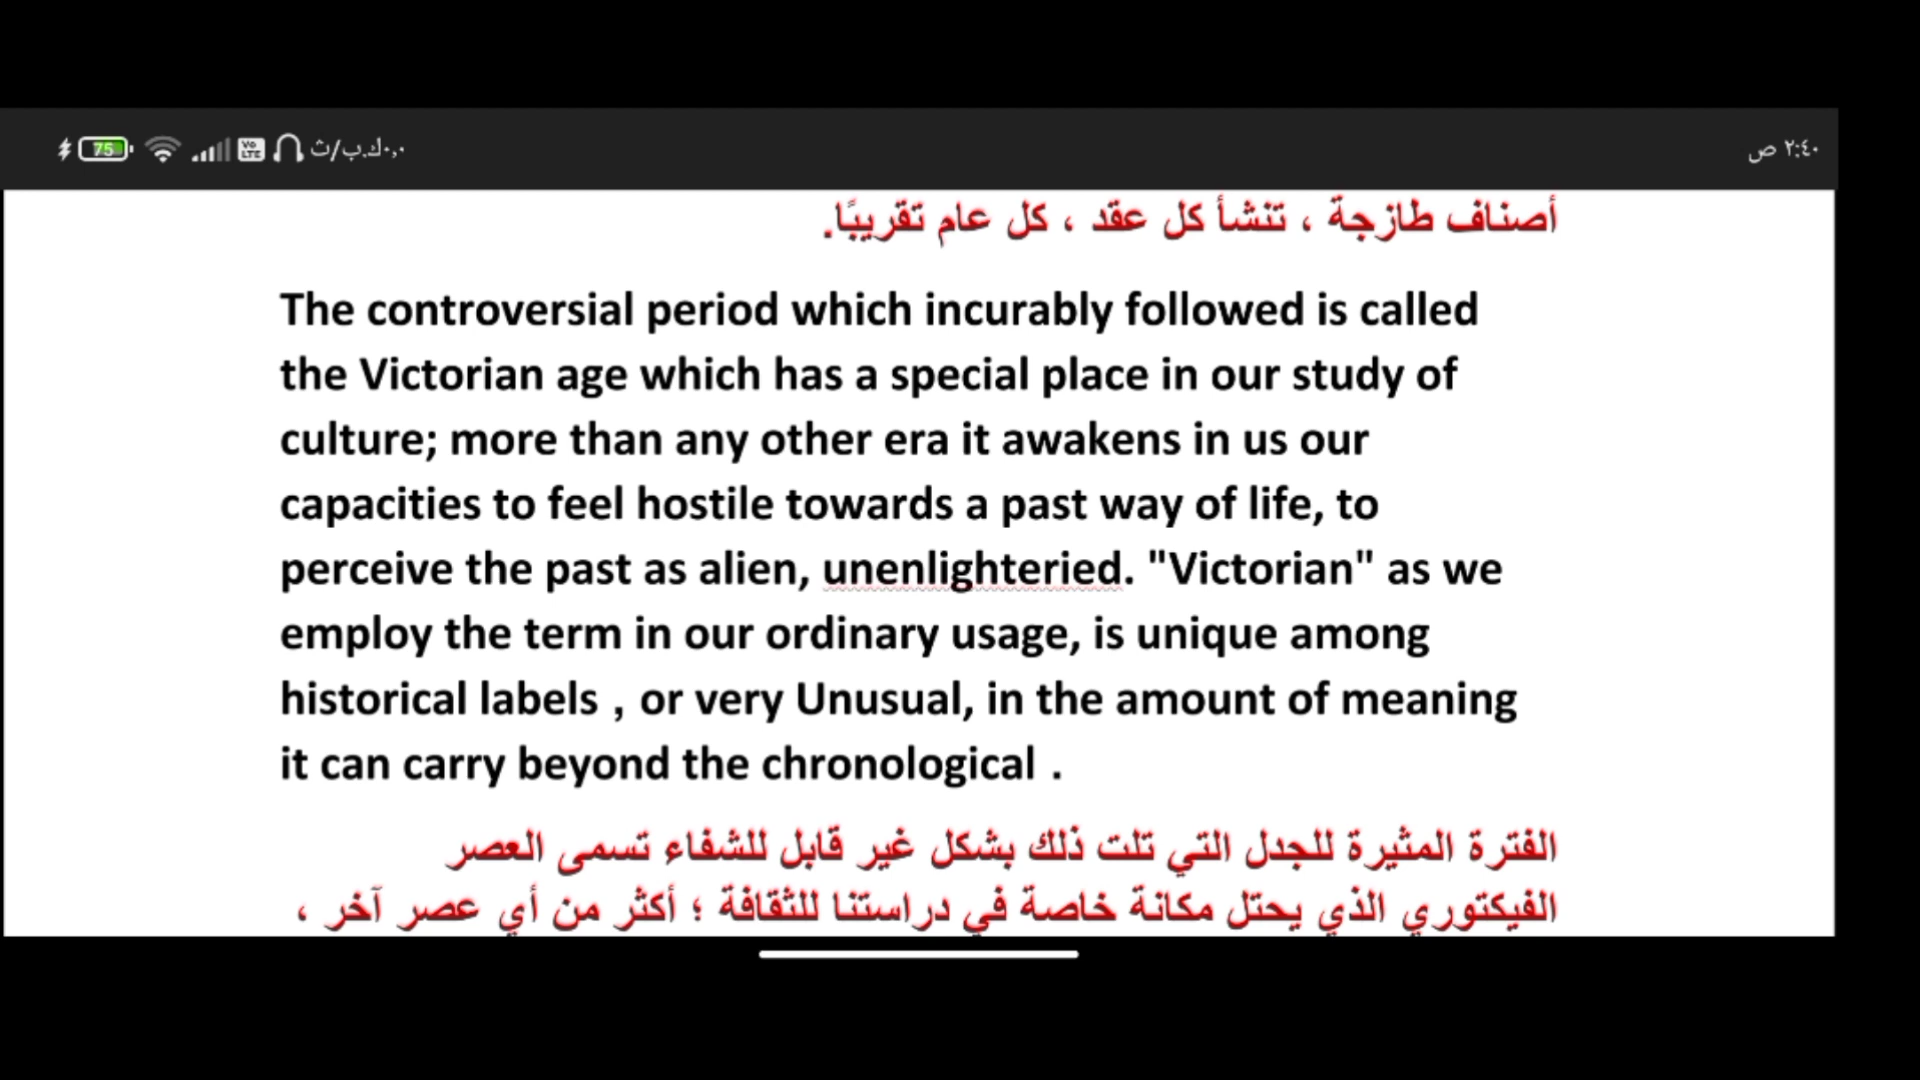 75 Vo LTE ٠,٠ك.ب/ث
٢:٤٠ ص
أصناف طازجة ، تنشأ كل عقد ، كل عام تقريبًا.
The controversial period which incurably followed is called
the Victorian age which has a special place in our study of
culture; more than any other era it awakens in us our
capacities to feel hostile towards a past way of life, to
perceive the past as alien, unenlighteried. "Victorian" as we
employ the term in our ordinary usage, is unique among
historical labels , or very Unusual, in the amount of meaning
it can carry beyond the chronological .
الفترة المثيرة للجدل التي تلت ذلك بشكل غير قابل للشفاء تسمى العصر
الفيكتوري الذي يحتل مكانة خاصة في دراستنا للثقافة ؛ أكثر من أي عصر آخر ،